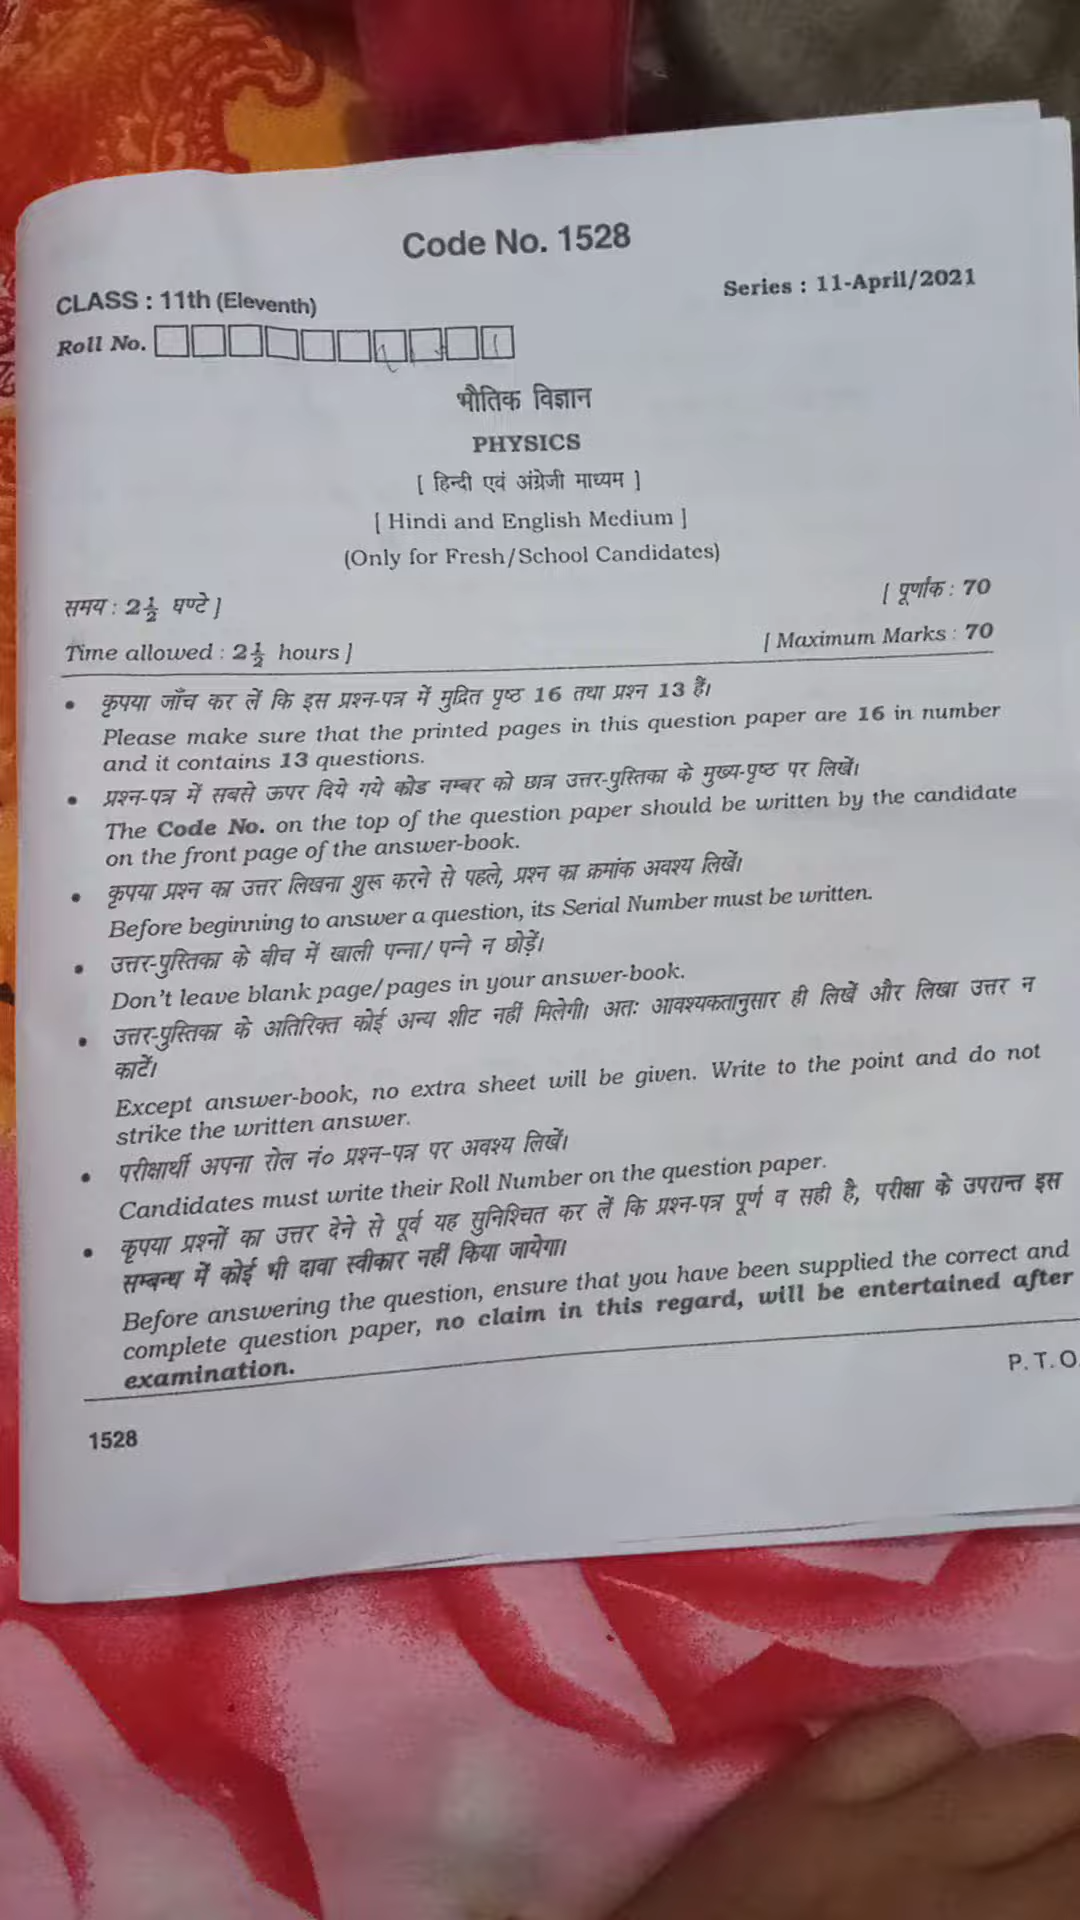 Code No. 1528
CLASS : 11th (Eleventh)
Series : 11-April/2021
Roll No.
भौतिक विज्ञान
PHYSICS
[ हिन्दी एवं अंग्रेजी माध्यम ]
[ Hindi and English Medium ]
(Only for Fresh/School Candidates)
समय : 2 1/2 घण्टे ]
[ पूर्णांक : 70
Time allowed : 2 1/2 hours ]
[ Maximum Marks : 70
• कृपया जाँच कर लें कि इस प्रश्न-पत्र में मुद्रित पृष्ठ 16 तथा प्रश्न 13 हैं।
Please make sure that the printed pages in this question paper are 16 in number
and it contains 13 questions.
• प्रश्न-पत्र में सबसे ऊपर दिये गये कोड नम्बर को छात्र उत्तर-पुस्तिका के मुख्य-पृष्ठ पर लिखें।
The Code No. on the top of the question paper should be written by the candidate
on the front page of the answer-book.
• कृपया प्रश्न का उत्तर लिखना शुरू करने से पहले, प्रश्न का क्रमांक अवश्य लिखें।
Before beginning to answer a question, its Serial Number must be written.
• उत्तर-पुस्तिका के बीच में खाली पन्ना/पन्ने न छोड़ें।
Don't leave blank page/pages in your answer-book.
• उत्तर-पुस्तिका के अतिरिक्त कोई अन्य शीट नहीं मिलेगी। अतः आवश्यकतानुसार ही लिखें और लिखा उत्तर न
काटें।
Except answer-book, no extra sheet will be given. Write to the point and do not
strike the written answer.
• परीक्षार्थी अपना रोल नं० प्रश्न-पत्र पर अवश्य लिखें।
Candidates must write their Roll Number on the question paper.
• कृपया प्रश्नों का उत्तर देने से पूर्व यह सुनिश्चित कर लें कि प्रश्न-पत्र पूर्ण व सही है, परीक्षा के उपरान्त इस
सम्बन्ध में कोई भी दावा स्वीकार नहीं किया जायेगा।
Before answering the question, ensure that you have been supplied the correct and
complete question paper, no claim in this regard, will be entertained after
examination.
P. T. O.
1528